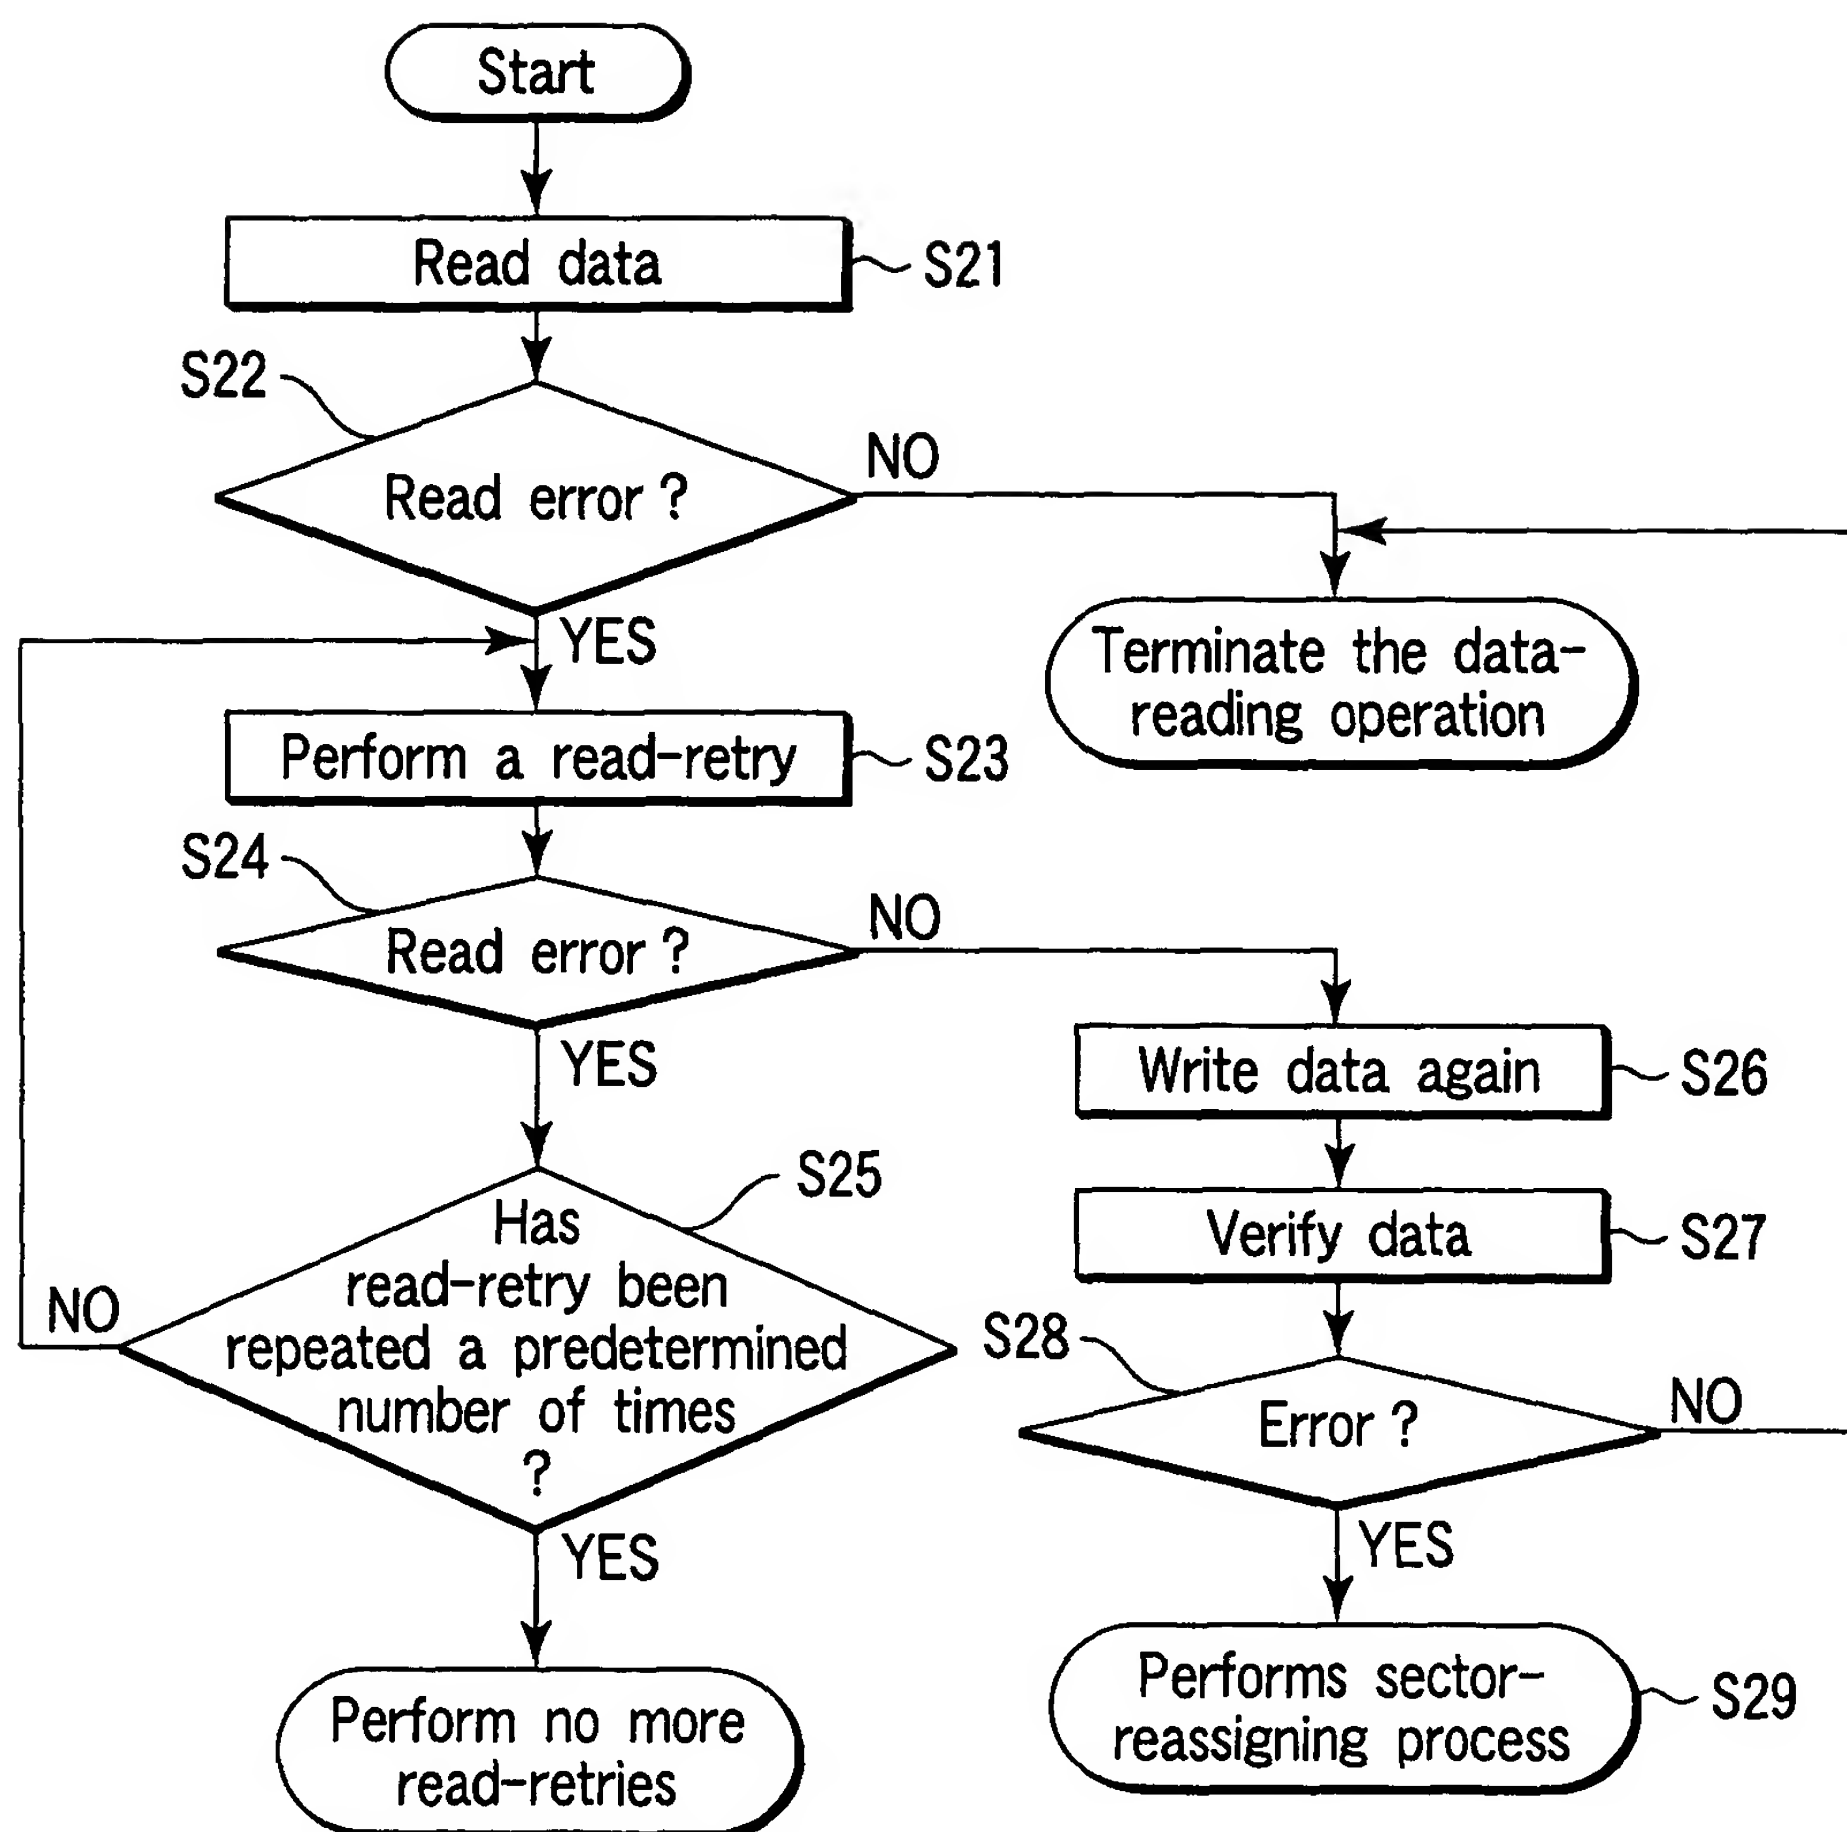 Start
Read data
S21
S22
Read error ?
NO
YES
Terminate the data-
reading operation
Perform a read-retry
S23
S24
Read error ?
NO
YES
Write data again
S26
S25
Has
read-retry been
repeated a predetermined
number of times
?
NO
YES
Verify data
S27
S28
Error ?
NO
YES
Perform no more
read-retries
Performs sector-
reassigning process
S29